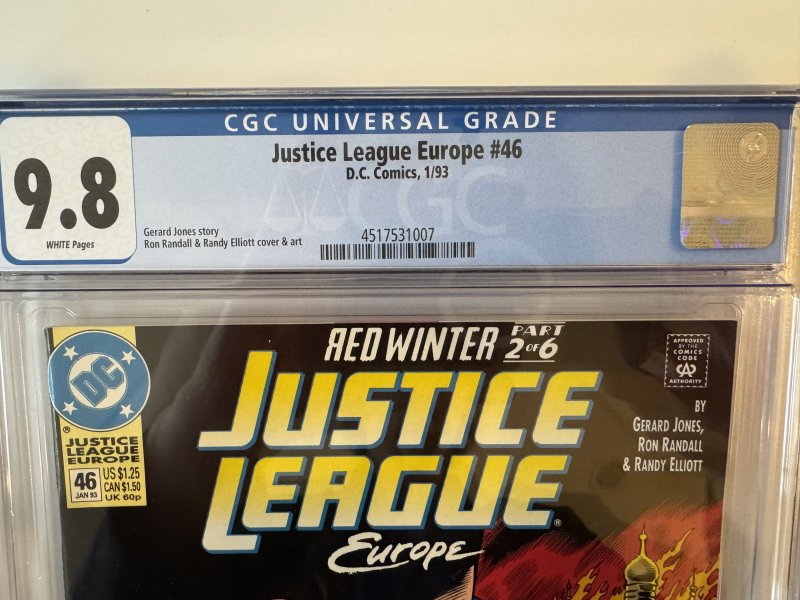 CGC UNIVERSAL GRADE
9.8
WHITE Pages
Justice League Europe #46
D.C. Comics, 1/93
CGC
Gerard Jones story
Ron Randall & Randy Elliott cover & art
4517531007
RED WINTER PART 2 OF 6
APPROVED
BY THE
COMICS
CODE
CA
AUTHORITY
DC
®
JUSTICE
LEAGUE
EUROPE
46
JAN 93
US $1.25
CAN $1.50
UK 60p
JUSTICE
LEAGUE®
Europe
BY
GERARD JONES,
RON RANDALL
& RANDY ELLIOTT